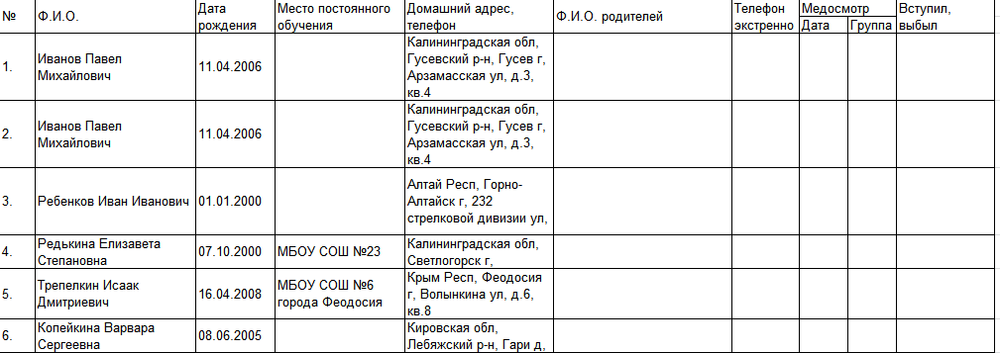 №
Ф.И.О.
Дата
рождения
Место постоянного
обучения
Домашний адрес,
телефон
Ф.И.О. родителей
Телефон
экстренно
Медосмотр
Дата
Группа
Вступил,
выбыл
1.
Иванов Павел
Михайлович
11.04.2006
Калининградская обл,
Гусевский р-н, Гусев г,
Арзамасская ул, д.3,
кв.4
2.
Иванов Павел
Михайлович
11.04.2006
Калининградская обл,
Гусевский р-н, Гусев г,
Арзамасская ул, д.3,
кв.4
3.
Ребенков Иван Иванович
01.01.2000
Алтай Респ, Горно-
Алтайск г, 232
стрелковой дивизии ул,
4.
Редькина Елизавета
Степановна
07.10.2000
МБОУ СОШ №23
Калининградская обл,
Светлогорск г,
5.
Трепелкин Исаак
Дмитриевич
16.04.2008
МБОУ СОШ №6
города Феодосия
Крым Респ, Феодосия
г, Волынкина ул, д.6,
кв.8
6.
Копейкина Варвара
Сергеевна
08.06.2005
Кировская обл,
Лебяжский р-н, Гари д,